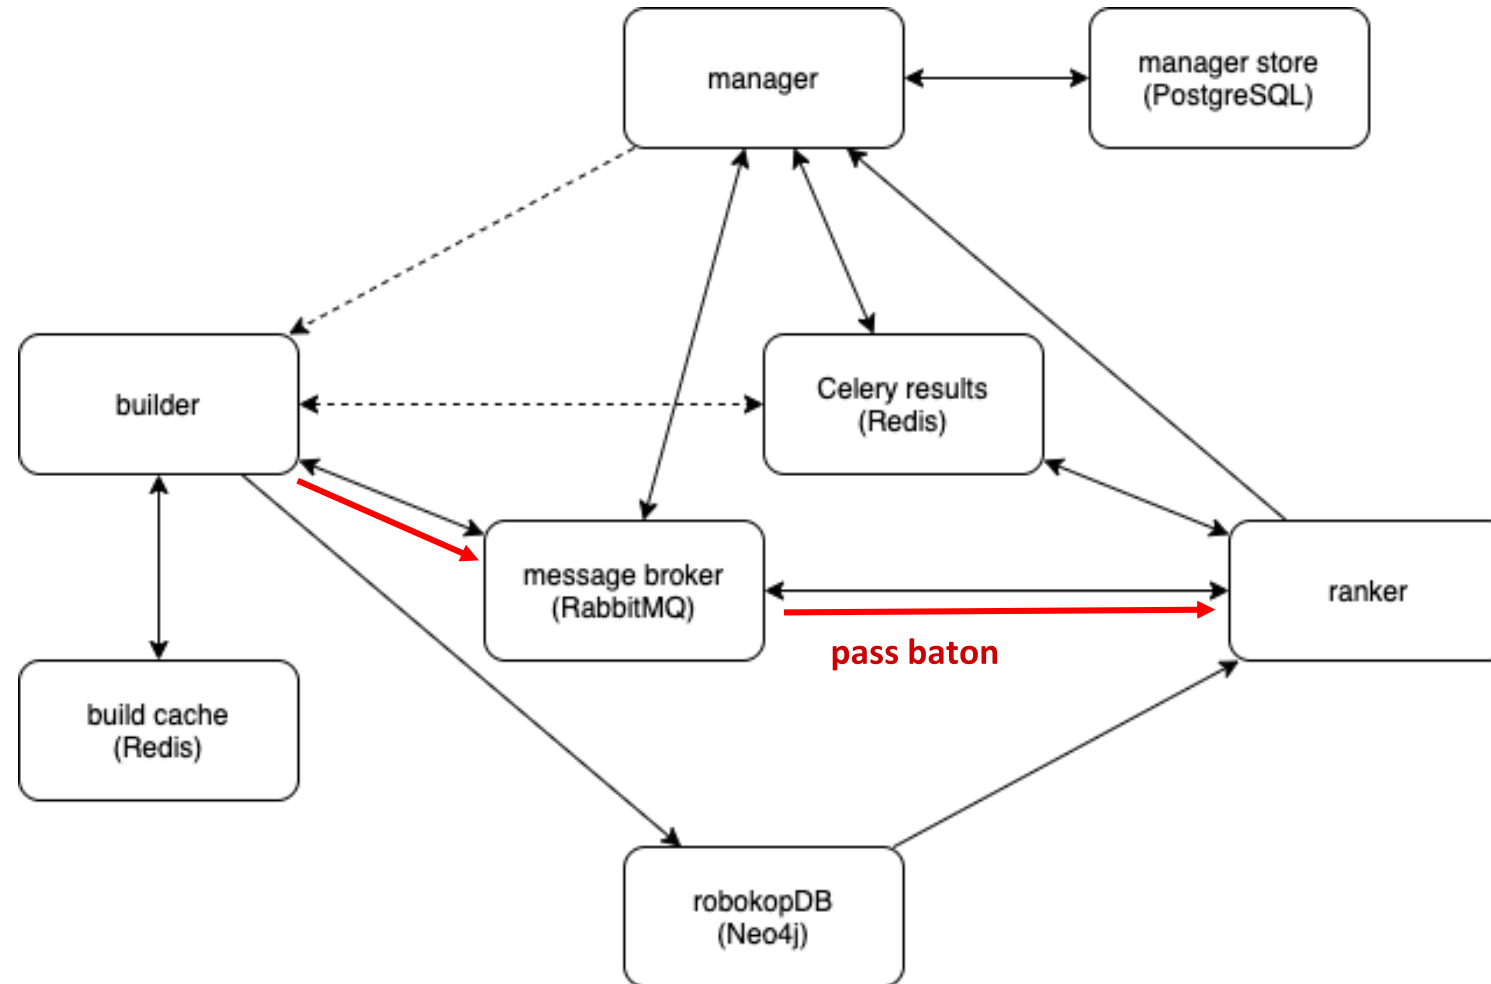 manager
manager store
(PostgreSQL)
builder
Celery results
(Redis)
message broker
(RabbitMQ)
ranker
pass baton
build cache
(Redis)
robokopDB
(Neo4j)